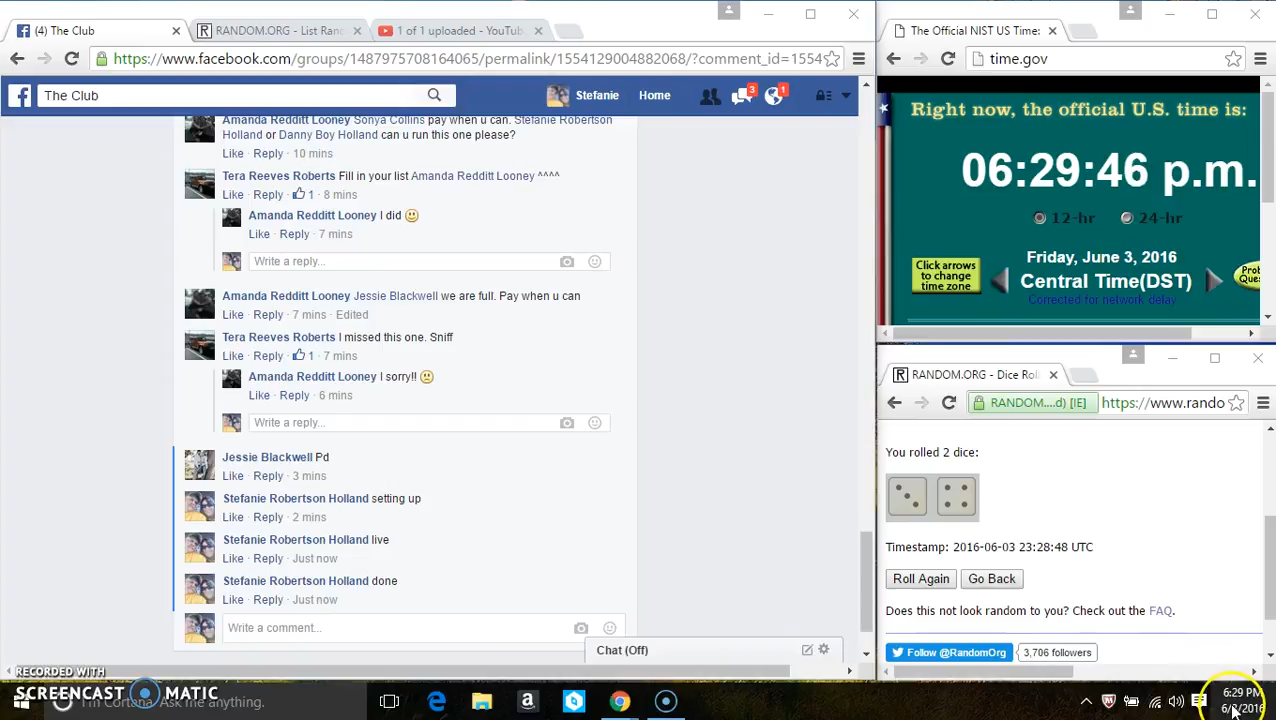 (4) The Club
RANDOM.ORG - List Ran
1 of 1 uploaded - YouTub
https://www.facebook.com/groups/1487975708164065/permalink/1554129004882068/?comment_id=1554
The Club
Stefanie
Home
3
1
Amanda Redditt Looney Sonya Collins pay when u can. Stefanie Robertson
Holland or Danny Boy Holland can u run this one please?
Like · Reply · 10 mins
Tera Reeves Roberts Fill in your list Amanda Redditt Looney ^^^^
Like · Reply · 1 · 8 mins
Amanda Redditt Looney I did
Like · Reply · 7 mins
Write a reply...
Amanda Redditt Looney Jessie Blackwell we are full. Pay when u can
Like · Reply · 7 mins · Edited
Tera Reeves Roberts I missed this one. Sniff
Like · Reply · 1 · 7 mins
Amanda Redditt Looney I sorry!!
Like · Reply · 6 mins
Write a reply...
Jessie Blackwell Pd
Like · Reply · 3 mins
Stefanie Robertson Holland setting up
Like · Reply · 2 mins
Stefanie Robertson Holland live
Like · Reply · Just now
Stefanie Robertson Holland done
Like · Reply · Just now
Write a comment...
Chat (Off)
The Official NIST US Time:
time.gov
Right now, the official U.S. time is:
06:29:46 p.m.
12-hr
24-hr
Friday, June 3, 2016
Click arrows
to change
time zone
Central Time(DST)
Corrected for network delay
Prob
Ques
RANDOM.ORG - Dice Roll
RANDOM....d) [IE]
https://www.rando
You rolled 2 dice:
Timestamp: 2016-06-03 23:28:48 UTC
Roll Again
Go Back
Does this not look random to you? Check out the FAQ.
Follow @RandomOrg
3,706 followers
RECORDED WITH
SCREENCAST MATIC
I'm Cortana. Ask me anything.
6:29 PM